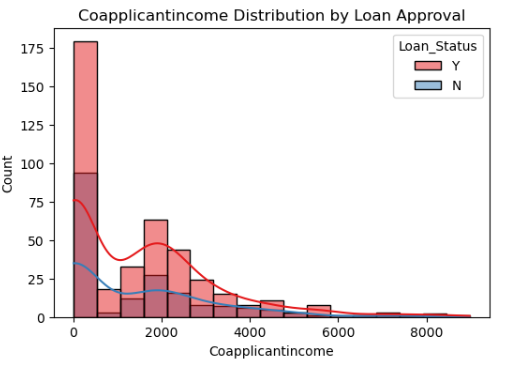 Coapplicantincome Distribution by Loan Approval
Loan_Status
Y
N
175
150
125
100
75
50
25
0
Count
0 2000 4000 6000 8000
Coapplicantincome